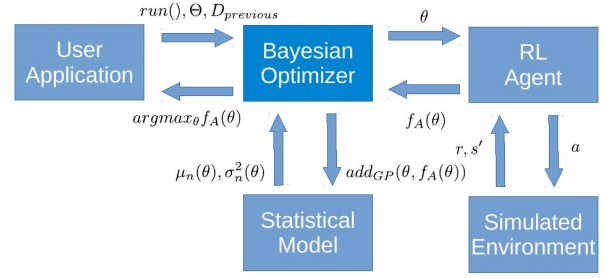 run(), Θ, D_previous
θ
User
Application
Bayesian
Optimizer
RL
Agent
argmax_θ f_A(θ)
f_A(θ)
μ_n(θ), σ_n^2(θ)
add_GP(θ, f_A(θ))
r, s′
a
Statistical
Model
Simulated
Environment